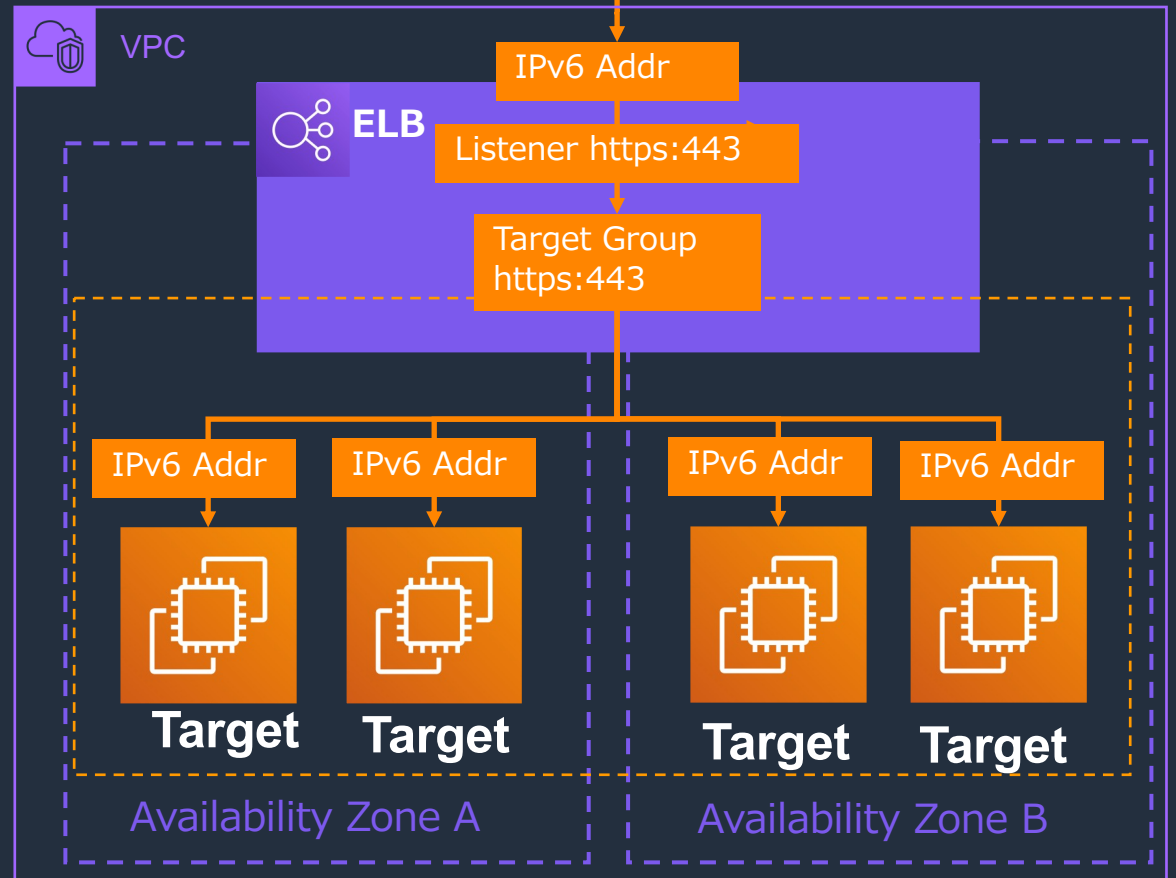 VPC
IPv6 Addr
ELB
Listener https:443
Target Group
https:443
IPv6 Addr
IPv6 Addr
IPv6 Addr
IPv6 Addr
Target
Target
Target
Target
Availability Zone A
Availability Zone B